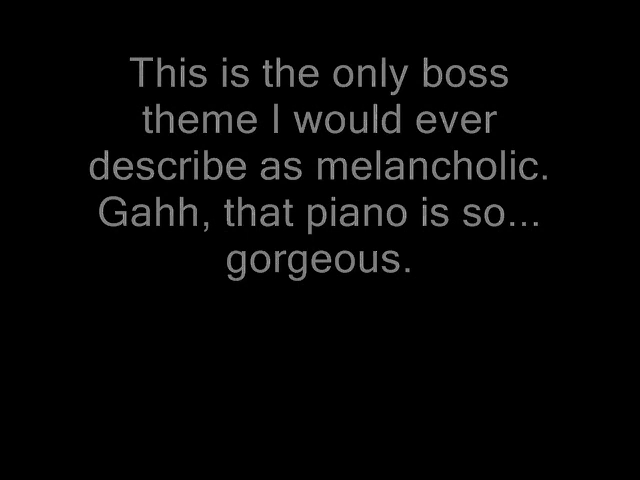 This is the only boss
theme I would ever
describe as melancholic.
Gahh, that piano is so...
gorgeous.